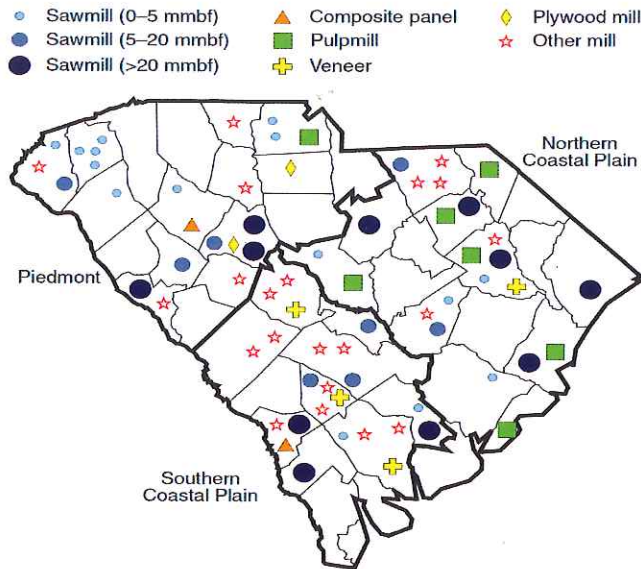 Sawmill (0–5 mmbf)
Sawmill (5–20 mmbf)
Sawmill (>20 mmbf)
Composite panel
Pulpmill
Veneer
Plywood mill
Other mill
Northern
Coastal Plain
Piedmont
Southern
Coastal Plain